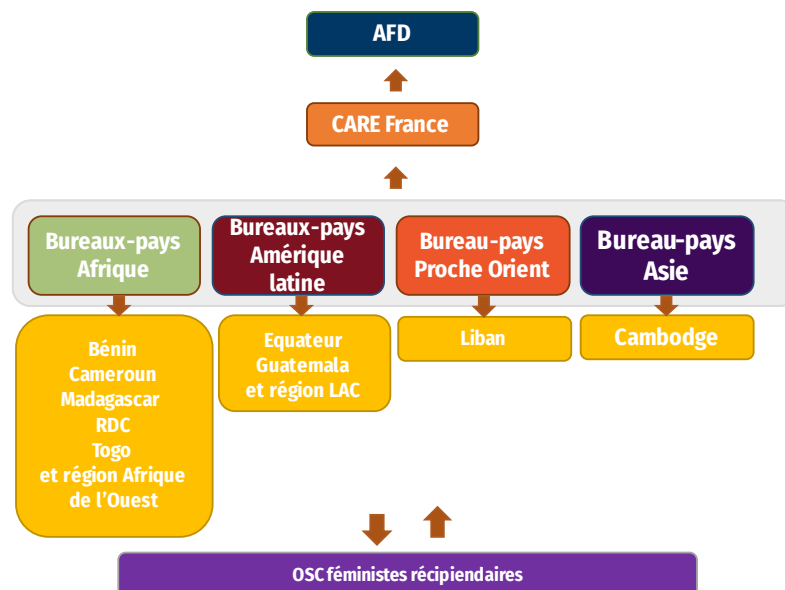 AFD
CARE France
Bureaux-pays
Afrique
Bureaux-pays
Amérique
latine
Bureau-pays
Proche Orient
Bureau-pays
Asie
Bénin
Cameroun
Madagascar
RDC
Togo
et région Afrique
de l’Ouest
Equateur
Guatemala
et région LAC
Liban
Cambodge
OSC féministes récipiendaires